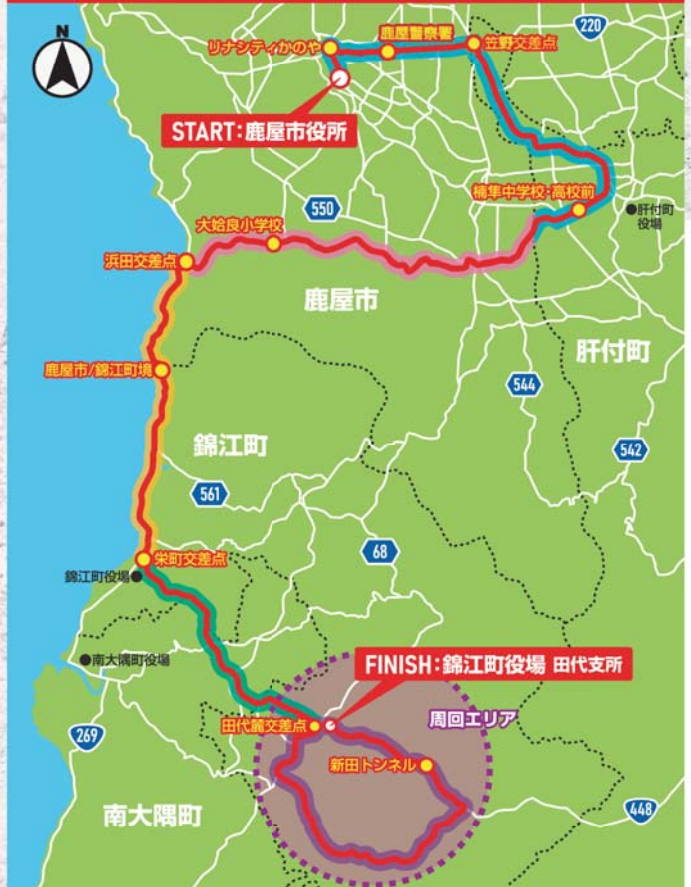 N
リナシティかのや
鹿屋警察署
笠野交差点
220
START:鹿屋市役所
550
楠隼中学校・高校前
肝付町
役場
大姶良小学校
浜田交差点
鹿屋市
肝付町
鹿屋市/錦江町境
544
錦江町
542
561
68
栄町交差点
錦江町役場
南大隅町役場
FINISH:錦江町役場 田代支所
田代麓交差点
周回エリア
269
新田トンネル
南大隅町
448